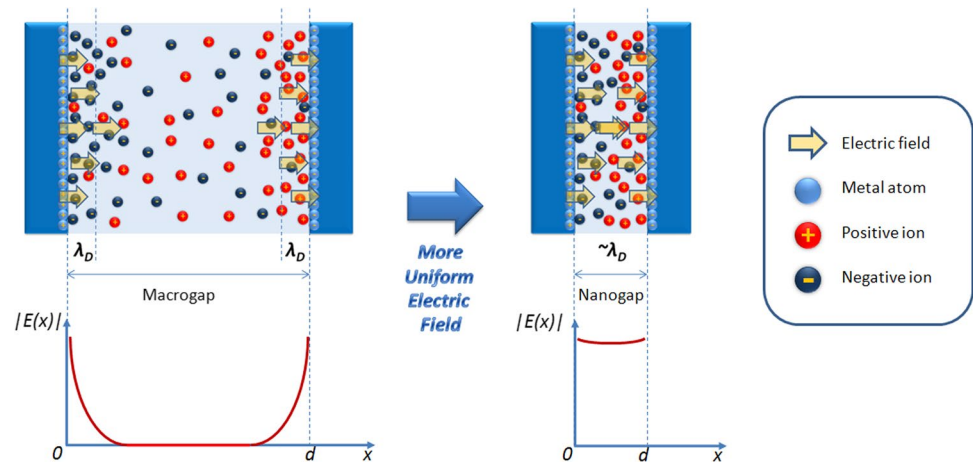 λD
λD
Macrogap
|E(x)|
0
d
x
More
Uniform
Electric
Field
~λD
Nanogap
|E(x)|
0
d
x
Electric field
Metal atom
+ Positive ion
- Negative ion